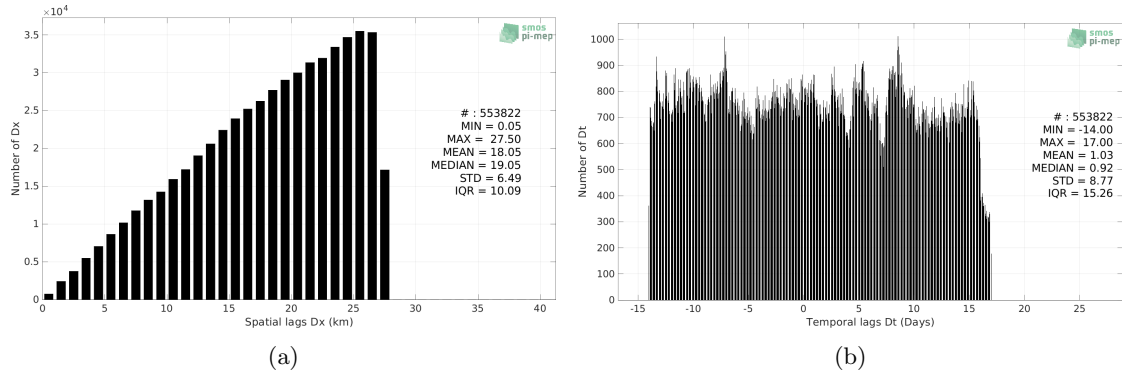 ×10⁴
3.5
3
2.5
2
1.5
1
0.5
0
Number of Dx
0 5 10 15 20 25 30 35 40
Spatial lags Dx (km)
smos
pi-mep
# : 553822
MIN = 0.05
MAX = 27.50
MEAN = 18.05
MEDIAN = 19.05
STD = 6.49
IQR = 10.09
(a)
1000
900
800
700
600
500
400
300
200
100
0
Number of Dt
-15 -10 -5 0 5 10 15 20 25
Temporal lags Dt (Days)
smos
pi-mep
# : 553822
MIN = -14.00
MAX = 17.00
MEAN = 1.03
MEDIAN = 0.92
STD = 8.77
IQR = 15.26
(b)